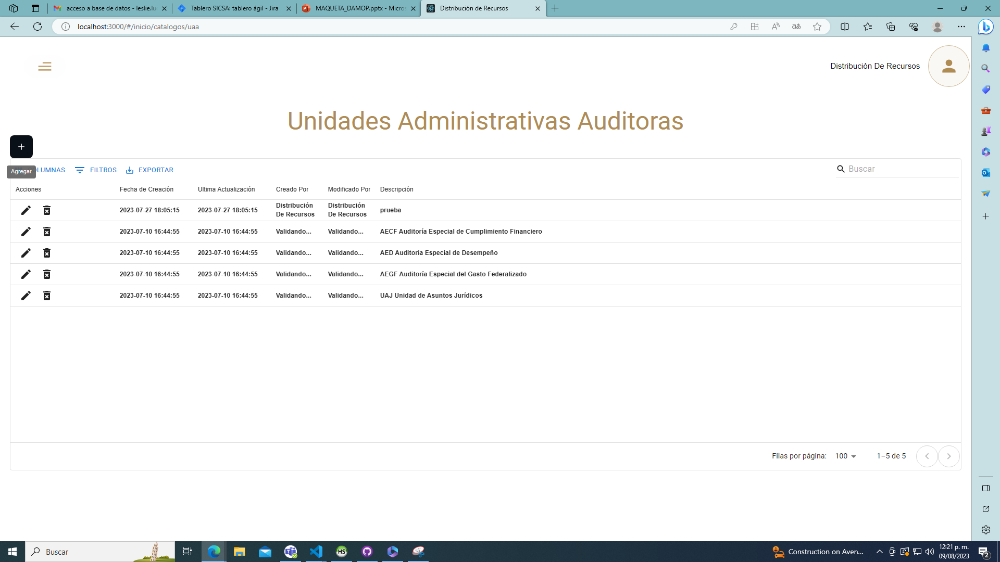 acceso a base de datos - leslie.lu
Tablero SICSA: tablero ágil - Jira
MAQUETA_DAMOP.pptx - Micros
Distribución de Recursos
localhost:3000/#/inicio/catalogos/uaa
Distribución De Recursos
Unidades Administrativas Auditoras
+
Agregar
LUMNAS
FILTROS
EXPORTAR
Buscar
Acciones Fecha de Creación Ultima Actualización Creado Por Modificado Por Descripción
2023-07-27 18:05:15 2023-07-27 18:05:15 Distribución De Recursos Distribución De Recursos prueba
2023-07-10 16:44:55 2023-07-10 16:44:55 Validando... Validando... AECF Auditoría Especial de Cumplimiento Financiero
2023-07-10 16:44:55 2023-07-10 16:44:55 Validando... Validando... AED Auditoría Especial de Desempeño
2023-07-10 16:44:55 2023-07-10 16:44:55 Validando... Validando... AEGF Auditoría Especial del Gasto Federalizado
2023-07-10 16:44:55 2023-07-10 16:44:55 Validando... Validando... UAJ Unidad de Asuntos Jurídicos
Filas por página: 100 1–5 de 5
Buscar
HS
Construction on Aven...
12:21 p. m.
09/08/2023
2